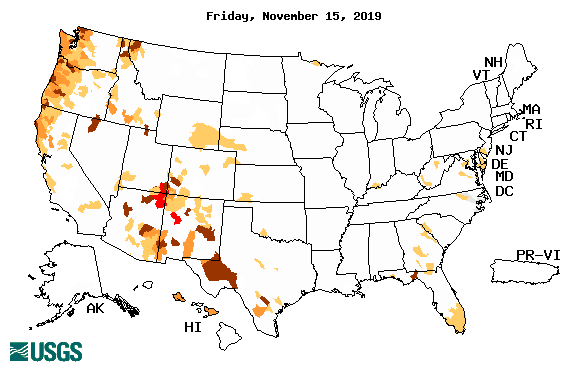 Friday, November 15, 2019
NH
VT
MA
RI
CT
NJ
DE
MD
DC
PR-VI
AK
HI
USGS